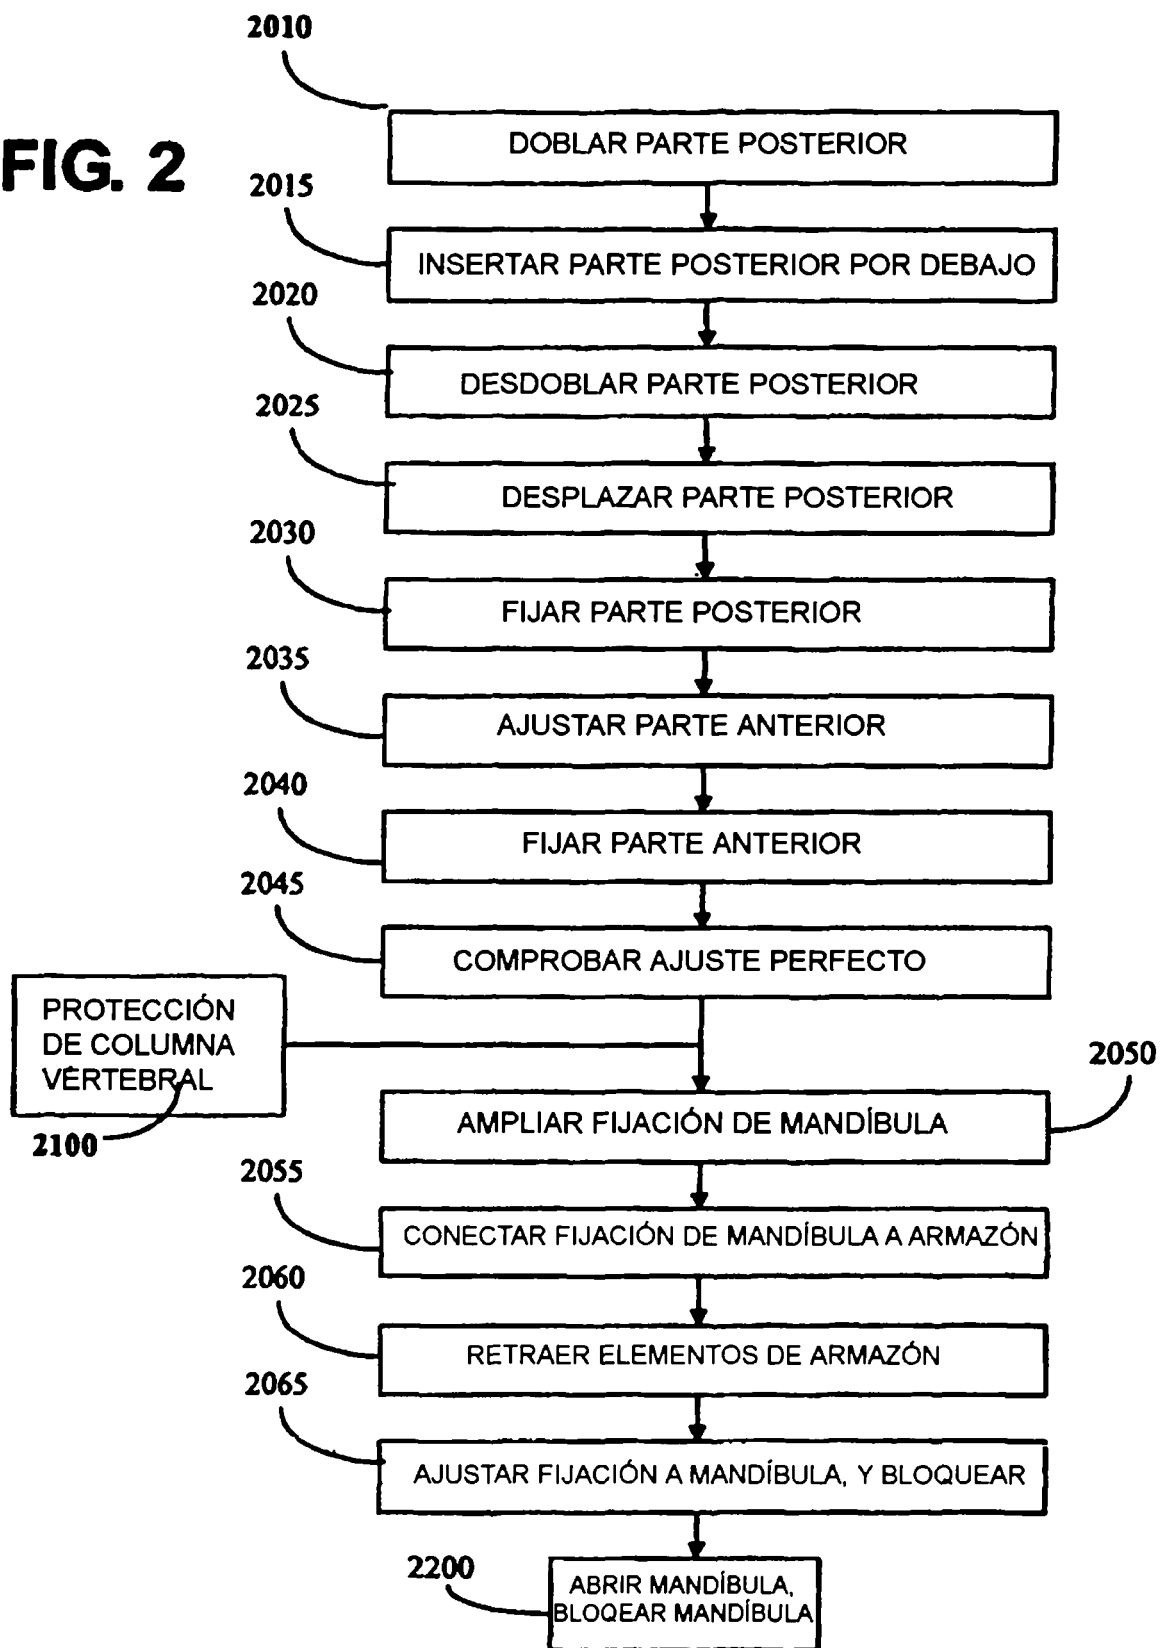 2010
FIG. 2
DOBLAR PARTE POSTERIOR
2015
INSERTAR PARTE POSTERIOR POR DEBAJO
2020
DESDOBLAR PARTE POSTERIOR
2025
DESPLAZAR PARTE POSTERIOR
2030
FIJAR PARTE POSTERIOR
2035
AJUSTAR PARTE ANTERIOR
2040
FIJAR PARTE ANTERIOR
2045
COMPROBAR AJUSTE PERFECTO
PROTECCIÓN
DE COLUMNA
VERTEBRAL
2100
2050
AMPLIAR FIJACIÓN DE MANDÍBULA
2055
CONECTAR FIJACIÓN DE MANDÍBULA A ARMAZÓN
2060
RETRAER ELEMENTOS DE ARMAZÓN
2065
AJUSTAR FIJACIÓN A MANDÍBULA, Y BLOQUEAR
2200
ABRIR MANDÍBULA,
BLOQEAR MANDÍBULA